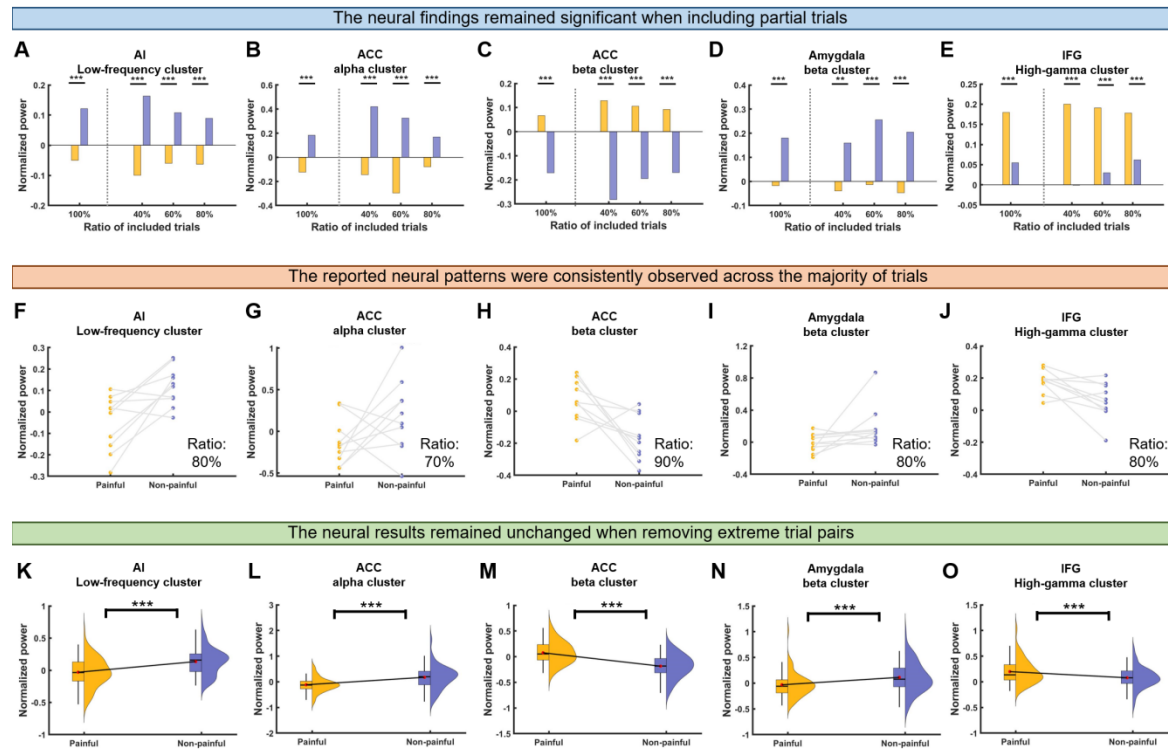 The neural findings remained significant when including partial trials
A
AI
Low-frequency cluster
*** *** *** ***
Normalized power
0.2
0.1
0
-0.1
-0.2
100% 40% 60% 80%
Ratio of included trials
B
ACC
alpha cluster
*** *** *** ***
Normalized power
0.6
0.4
0.2
0
-0.2
-0.4
100% 40% 60% 80%
Ratio of included trials
C
ACC
beta cluster
*** *** *** ***
Normalized power
0.2
0.1
0
-0.1
-0.2
-0.3
100% 40% 60% 80%
Ratio of included trials
D
Amygdala
beta cluster
*** ** *** ***
Normalized power
0.4
0.3
0.2
0.1
0
-0.1
100% 40% 60% 80%
Ratio of included trials
E
IFG
High-gamma cluster
*** *** *** ***
Normalized power
0.25
0.2
0.15
0.1
0.05
0
-0.05
100% 40% 60% 80%
Ratio of included trials
The reported neural patterns were consistently observed across the majority of trials
F
AI
Low-frequency cluster
Normalized power
0.3
0.2
0.1
0
-0.1
-0.2
-0.3
Ratio:
80%
Painful Non-painful
G
ACC
alpha cluster
Normalized power
1
0.5
0
-0.5
Ratio:
70%
Painful Non-painful
H
ACC
beta cluster
Normalized power
0.4
0.2
0
-0.2
-0.4
Ratio:
90%
Painful Non-painful
I
Amygdala
beta cluster
Normalized power
1.2
0.8
0.4
0
-0.4
Ratio:
80%
Painful Non-painful
J
IFG
High-gamma cluster
Normalized power
0.4
0.2
0
-0.2
-0.4
Ratio:
80%
Painful Non-painful
The neural results remained unchanged when removing extreme trial pairs
K
AI
Low-frequency cluster
***
Normalized power
1
0.5
0
-0.5
-1
Painful Non-painful
L
ACC
alpha cluster
***
Normalized power
3
2
1
0
-1
-2
Painful Non-painful
M
ACC
beta cluster
***
Normalized power
1
0.5
0
-0.5
-1
-1.5
Painful Non-painful
N
Amygdala
beta cluster
***
Normalized power
1.5
1
0.5
0
-0.5
-1
Painful Non-painful
O
IFG
High-gamma cluster
***
Normalized power
1.5
1
0.5
0
-0.5
-1
Painful Non-painful